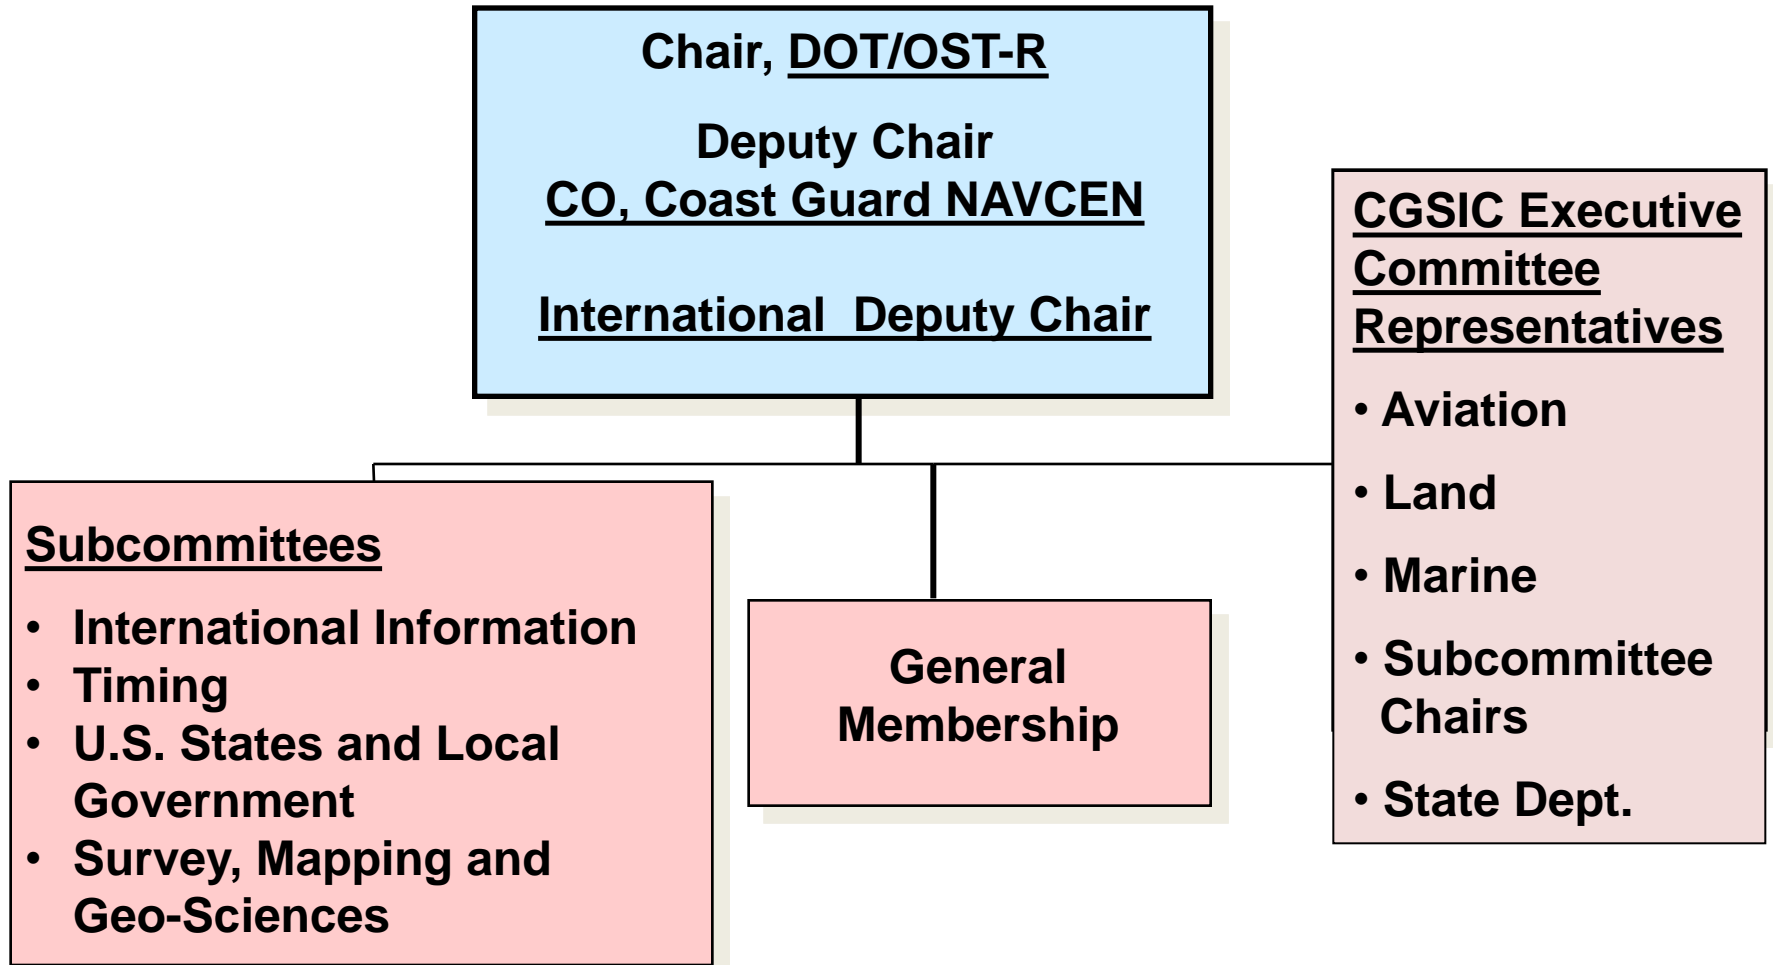 Chair, DOT/OST-R
Deputy Chair
CO, Coast Guard NAVCEN
International  Deputy Chair
CGSIC Executive
Committee
Representatives
• Aviation
• Land
• Marine
• Subcommittee
Chairs
• State Dept.
Subcommittees
• International Information
• Timing
• U.S. States and Local
Government
• Survey, Mapping and
Geo-Sciences
General
Membership